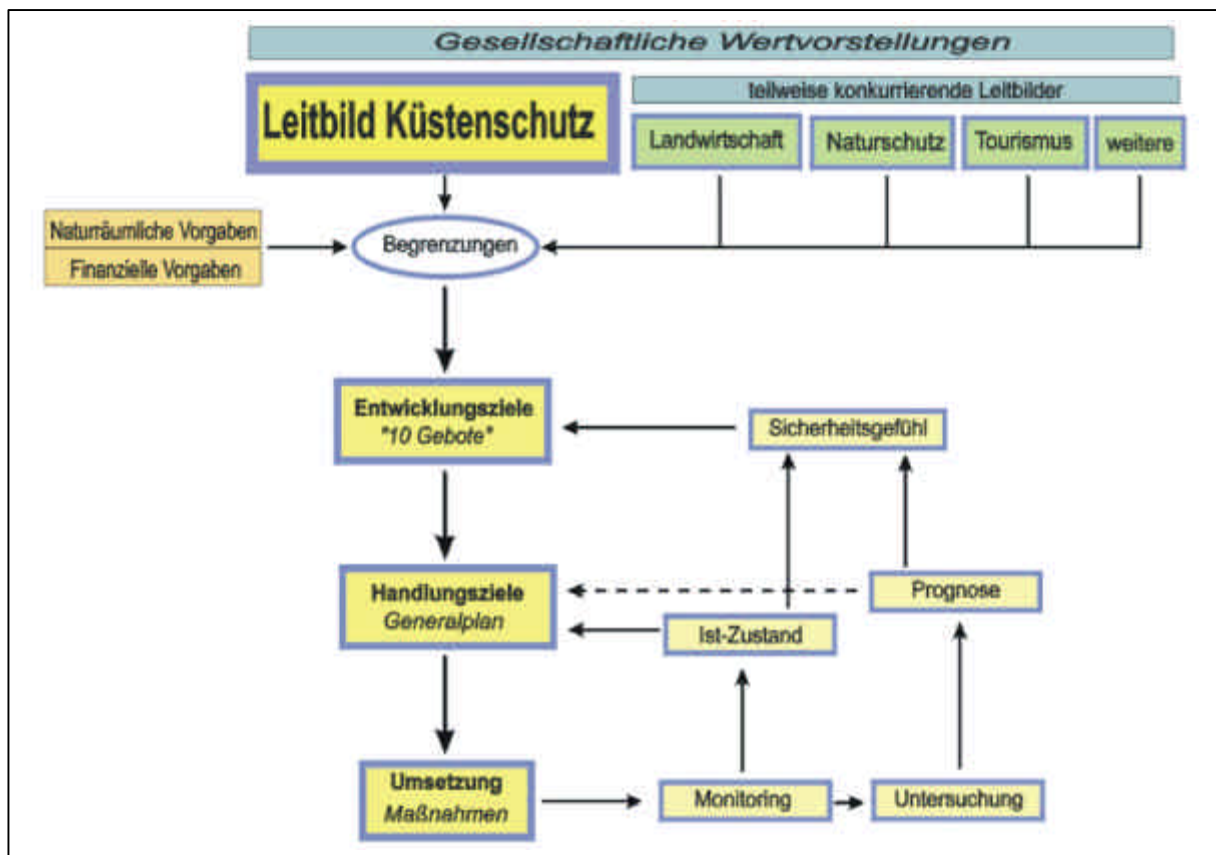 Gesellschaftliche Wertvorstellungen
Leitbild Küstenschutz
teilweise konkurrierende Leitbilder
Landwirtschaft
Naturschutz
Tourismus
weitere
Naturräumliche Vorgaben
Finanzielle Vorgaben
Begrenzungen
Entwicklungsziele
"10 Gebote"
Sicherheitsgefühl
Handlungsziele
Generalplan
Prognose
Ist-Zustand
Umsetzung
Maßnahmen
Monitoring
Untersuchung